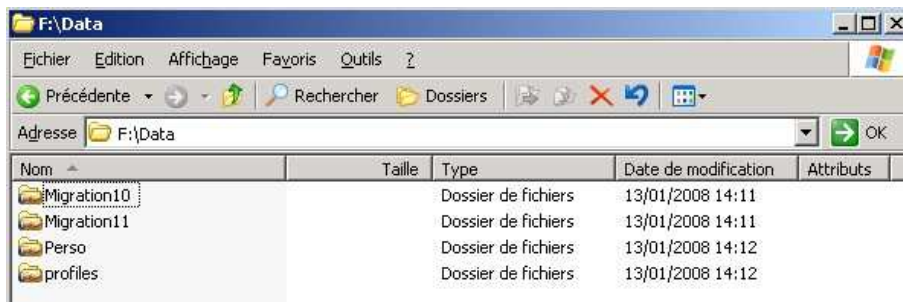 F:\Data
Fichier Edition Affichage Favoris Outils ?
Précédente Rechercher Dossiers
Adresse F:\Data OK
Nom Taille Type Date de modification Attributs
Migration10 Dossier de fichiers 13/01/2008 14:11
Migration11 Dossier de fichiers 13/01/2008 14:11
Perso Dossier de fichiers 13/01/2008 14:12
profiles Dossier de fichiers 13/01/2008 14:12